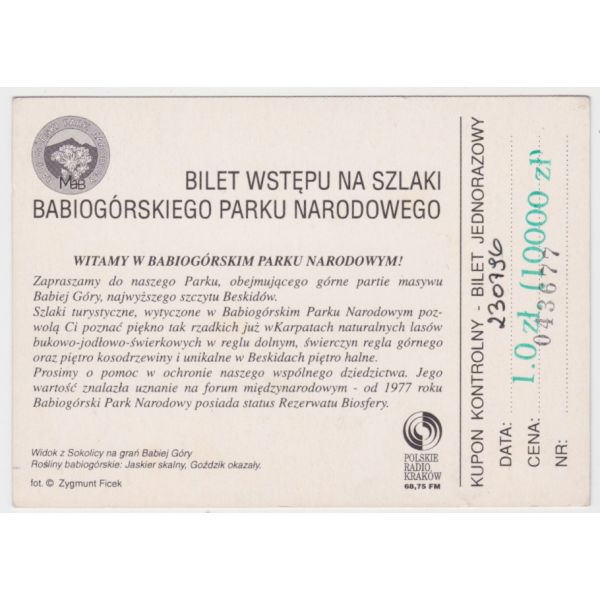 MaB
BILET WSTĘPU NA SZLAKI
BABIOGÓRSKIEGO PARKU NARODOWEGO
WITAMY W BABIOGÓRSKIM PARKU NARODOWYM!
Zapraszamy do naszego Parku, obejmującego górne partie masywu
Babiej Góry, najwyższego szczytu Beskidów.
Szlaki turystyczne, wytyczone w Babiogórskim Parku Narodowym poz-
wolą Ci poznać piękno tak rzadkich już wKarpatach naturalnych lasów
bukowo-jodłowo-świerkowych w reglu dolnym, świerczyn regla górnego
oraz piętro kosodrzewiny i unikalne w Beskidach piętro halne.
Prosimy o pomoc w ochronie naszego wspólnego dziedzictwa. Jego
wartość znalazła uznanie na forum międzynarodowym - od 1977 roku
Babiogórski Park Narodowy posiada status Rezerwatu Biosfery.
Widok z Sokolicy na grań Babiej Góry
Rośliny babiogórskie: Jaskier skalny, Goździk okazały.
fot. © Zygmunt Ficek
POLSKIE
RADIO
KRAKÓW
68,75 FM
KUPON KONTROLNY - BILET JEDNORAZOWY
DATA: 230796
CENA: 1.0 zł (10000 zł)
NR: 043677